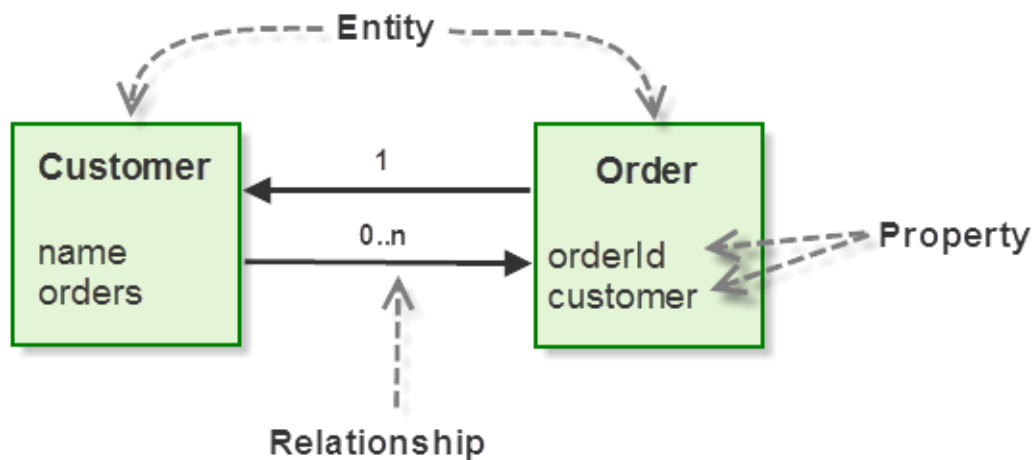 Entity
Customer
name
orders
1
0..n
Order
orderId
customer
Property
Relationship